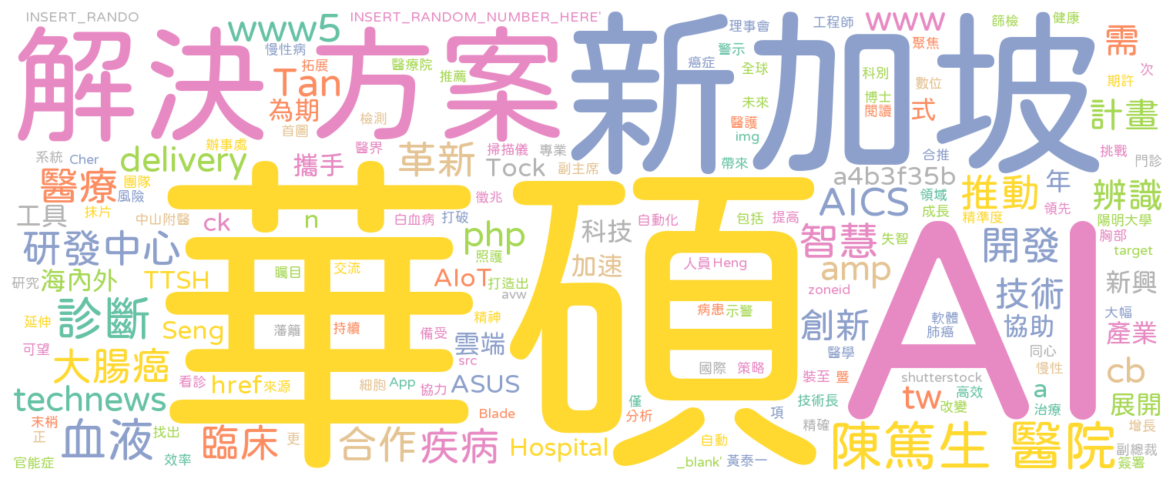 INSERT_RANDO
INSERT_RANDOM_NUMBER_HERE'
理事會
工程師
www
篩檢
健康
www5
慢性病
解決方案
新加坡
警示
聚焦
需
拓展
醫療院
推薦
癌症
全球
科別
次
Tan
為期
未來
博士
數位
期許
閱讀
式
計畫
首圖
檢測
醫護
img
辦事處
醫界
掃描儀
專業
合推
挑戰
系統
Cher
delivery
攜手
革新
Tock
副主席
帶來
a4b3f35b
門診
醫療
團隊
風險
徵兆
AICS
領域
推動
年
辨識
抹片
中山附醫
ck
n
白血病
打破
自動化
包括
提高
成長
精準度
領先
陽明大學
工具
華碩
AI
研發中心
php
科技
智慧
失智
開發
胸部
target
照護
海內外
TTSH
矚目
交流
AIoT
打造出
avw
加速
人員
Heng
amp
zoneid
技術
新興
研究
診斷
Seng
藩籬
持續
精神
病患
示警
創新
軟體
肺癌
協助
大幅
產業
延伸
可望
備受
雲端
src
國際
策略
醫學
同心
慢性
大腸癌
看診
href
來源
細胞
App
協力
ASUS
裝至
暨
shutterstock
cb
technews
Blade
僅
分析
項
技術長
tw
高效
改變
a
治療
展開
末梢
正
血液
找出
臨床
更
合作
疾病
Hospital
自動
精確
陳篤生
醫院
增長
官能症
效率
_blank'
黃泰一
副總裁
簽署